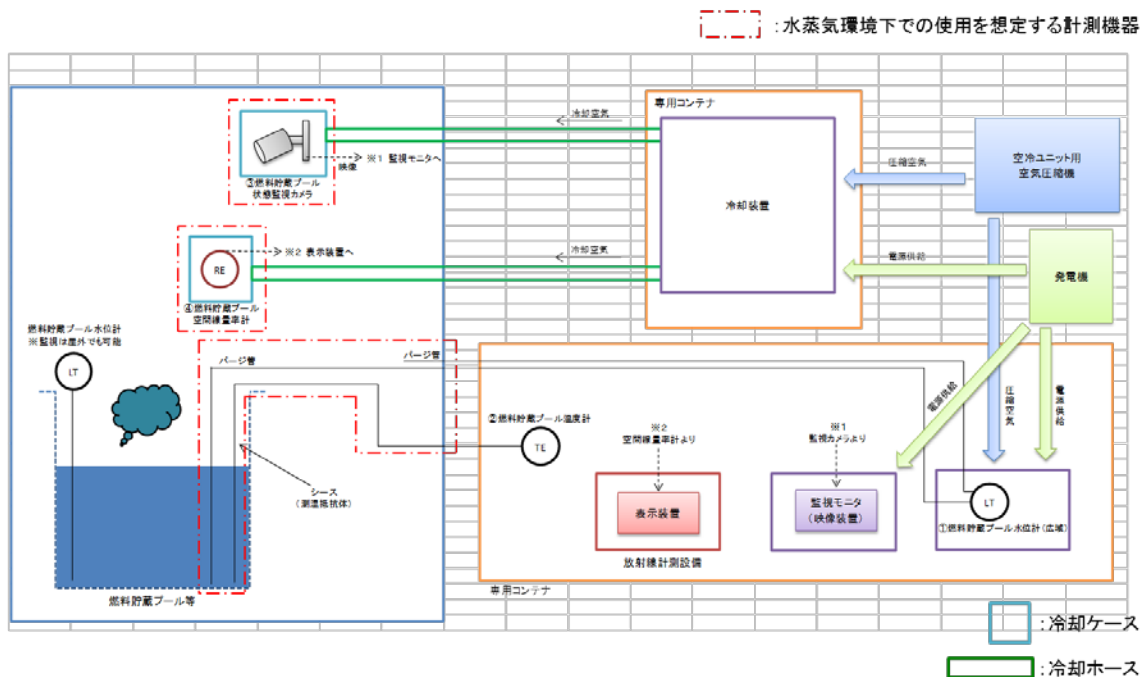 ：水蒸気環境下での使用を想定する計測機器
専用コンテナ
冷却空気
※1 監視モニタへ
映像
③燃料貯蔵プール
状態監視カメラ
圧縮空気
空冷ユニット用
空気圧縮機
冷却装置
※2 表示装置へ
冷却空気
電源供給
RE
発電機
④燃料貯蔵プール
空間線量率計
燃料貯蔵プール水位計
※監視は屋外でも可能
パージ管
パージ管
LT
電源供給
圧縮空気
電源供給
②燃料貯蔵プール温度計
※2
空間線量率計より
※1
監視カメラより
TE
シース
（測温抵抗体）
表示装置
監視モニタ
（映像装置）
LT
①燃料貯蔵プール水位計（広域）
放射線計測設備
専用コンテナ
燃料貯蔵プール等
：冷却ケース
：冷却ホース